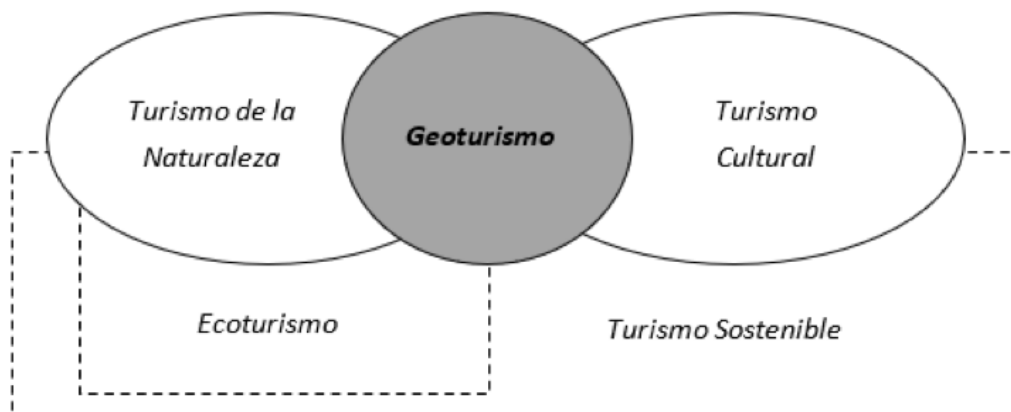 Turismo de la
Naturaleza
Geoturismo
Turismo
Cultural
Ecoturismo
Turismo Sostenible